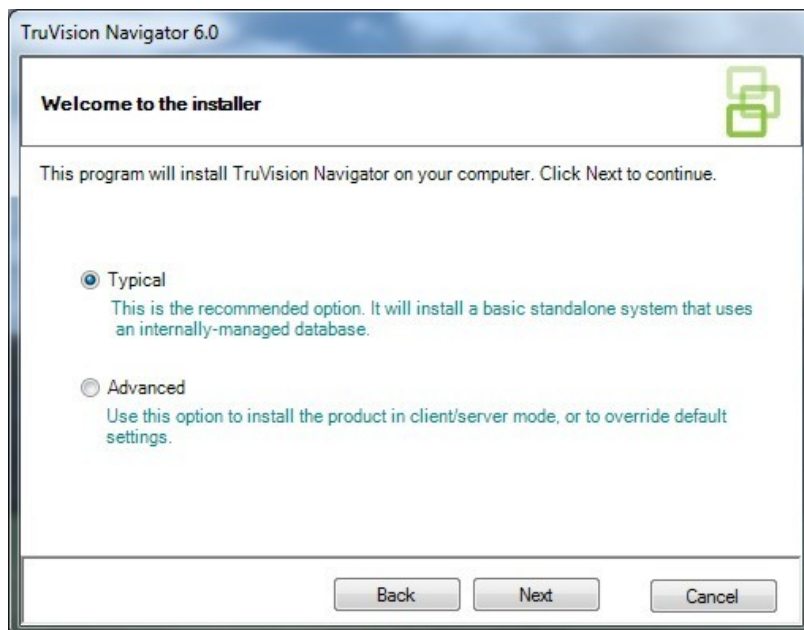 TruVision Navigator 6.0
Welcome to the installer
This program will install TruVision Navigator on your computer. Click Next to continue.
Typical
This is the recommended option. It will install a basic standalone system that uses
an internally-managed database.
Advanced
Use this option to install the product in client/server mode, or to override default
settings.
Back Next Cancel